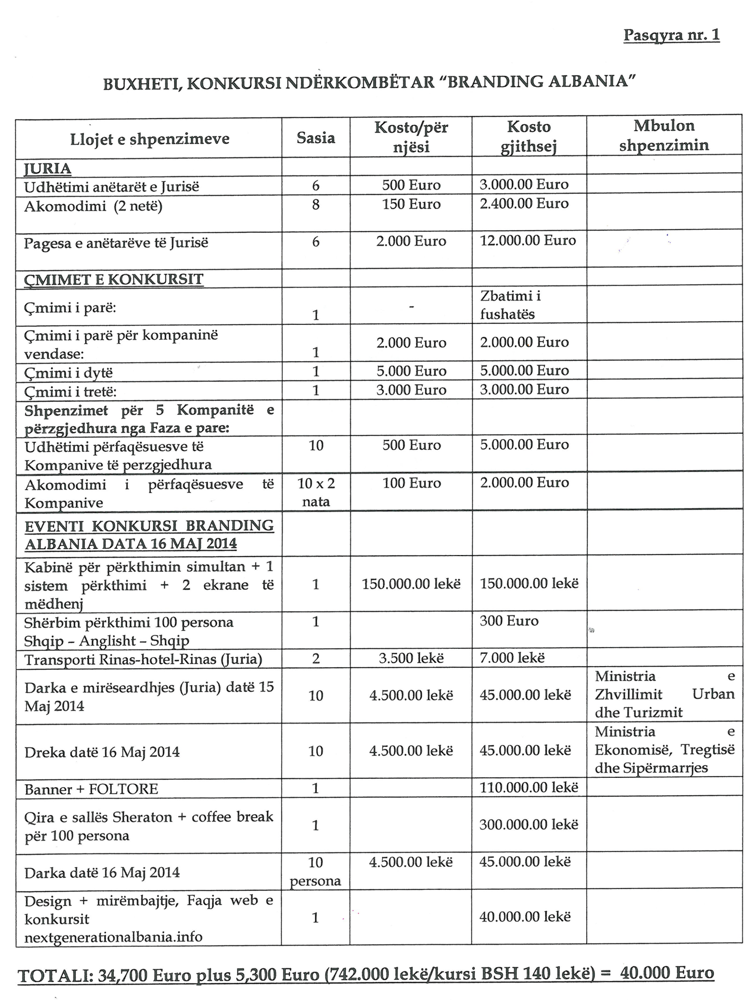 Pasqyra nr. 1
BUXHETI, KONKURSI NDËRKOMBËTAR “BRANDING ALBANIA”
Llojet e shpenzimeve Sasia Kosto/për njësi Kosto gjithsej Mbulon shpenzimin
JURIA
Udhëtimi anëtarët e Jurisë 6 500 Euro 3.000.00 Euro
Akomodimi (2 netë) 8 150 Euro 2.400.00 Euro
Pagesa e anëtarëve të Jurisë 6 2.000 Euro 12.000.00 Euro
ÇMIMET E KONKURSIT
Çmimi i parë: 1 - Zbatimi i fushatës
Çmimi i parë për kompaninë
vendase: 1 2.000 Euro 2.000.00 Euro
Çmimi i dytë 1 5.000 Euro 5.000.00 Euro
Çmimi i tretë: 1 3.000 Euro 3.000.00 Euro
Shpenzimet për 5 Kompanitë e
përzgjedhura nga Faza e pare:
Udhëtimi përfaqësuesve të 10 500 Euro 5.000.00 Euro
Kompanive të perzgjedhura
Akomodimi i përfaqësuesve të 10 x 2 100 Euro 2.000.00 Euro
Kompanive nata
EVENTI KONKURSI BRANDING
ALBANIA DATA 16 MAJ 2014
Kabinë për përkthimin simultan + 1
sistem përkthimi + 2 ekrane të 1 150.000.00 lekë 150.000.00 lekë
mëdhenj
Shërbim përkthimi 100 persona 1 300 Euro
Shqip – Anglisht – Shqip
Transporti Rinas-hotel-Rinas (Juria) 2 3.500 lekë 7.000 lekë
Darka e mirëseardhjes (Juria) datë 15
Maj 2014 10 4.500.00 lekë 45.000.00 lekë
Ministria e
Zhvillimit Urban
dhe Turizmit
Dreka datë 16 Maj 2014 10 4.500.00 lekë 45.000.00 lekë
Ministria e
Ekonomisë, Tregtisë
dhe Sipërmarrjes
Banner + FOLTORE 1 110.000.00 lekë
Qira e sallës Sheraton + coffee break
për 100 persona 1 300.000.00 lekë
Darka datë 16 Maj 2014 10 persona 4.500.00 lekë 45.000.00 lekë
Design + mirëmbajtje, Faqja web e
konkursit 1 40.000.00 lekë
nextgenerationalbania.info
TOTALI: 34,700 Euro plus 5,300 Euro (742.000 lekë/kursi BSH 140 lekë) = 40.000 Euro